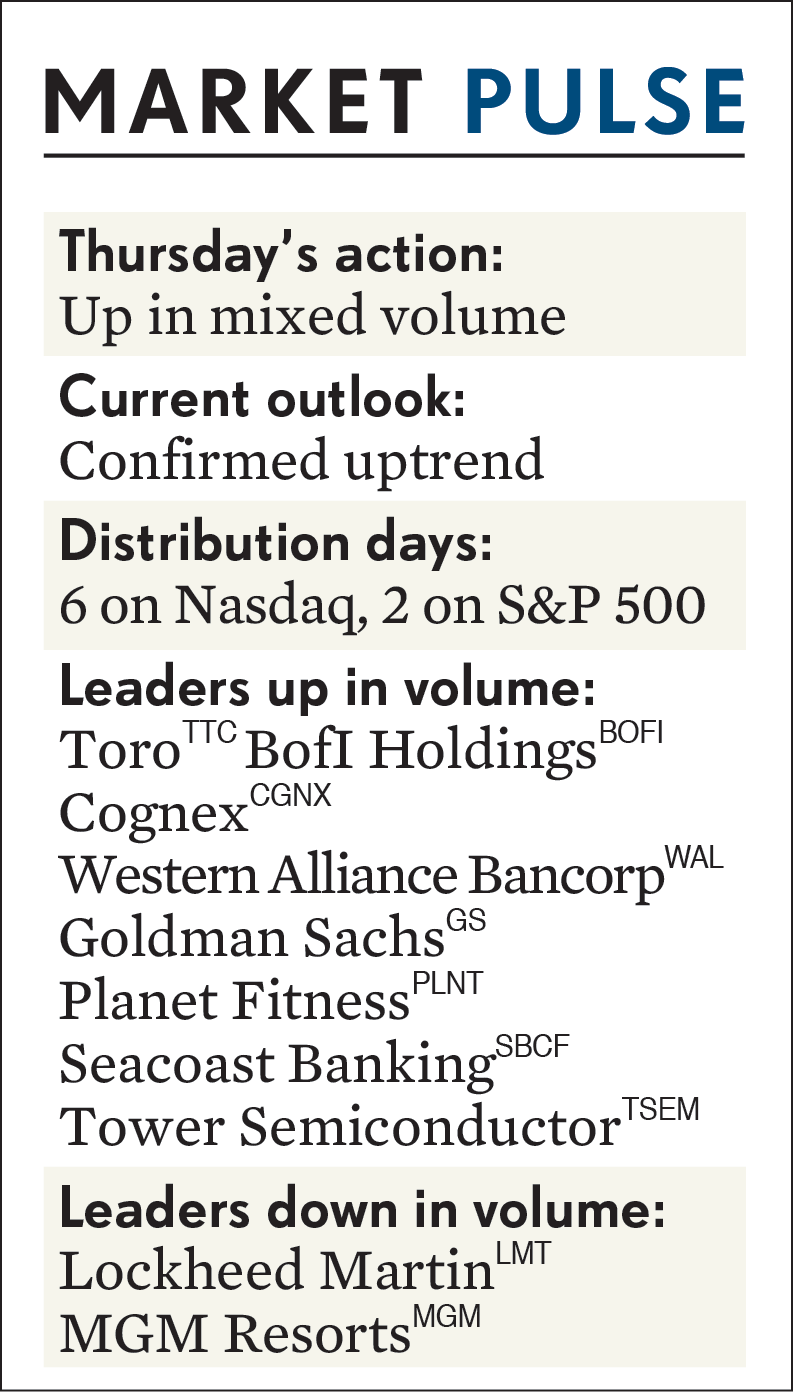 MARKET PULSE
Thursday’s action:
Up in mixed volume
Current outlook:
Confirmed uptrend
Distribution days:
6 on Nasdaq, 2 on S&P 500
Leaders up in volume:
Toro TTC BofI Holdings BOFI
Cognex CGNX
Western Alliance Bancorp WAL
Goldman Sachs GS
Planet Fitness PLNT
Seacoast Banking SBCF
Tower Semiconductor TSEM
Leaders down in volume:
Lockheed Martin LMT
MGM Resorts MGM